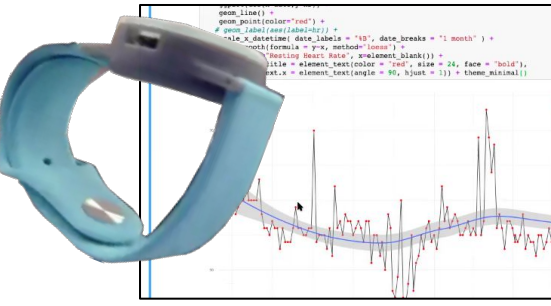 geom_line() +
geom_point(color="red") +
# geom_label(aes(label=hr)) +
ale_x_datetime( date_labels = "%B", date_breaks = "1 month" ) +
ooth(formula = y~x, method="loess") +
"Resting Heart Rate", x=element_blank()) +
itle = element_text(color = "red", size = 24, face = "bold"),
ext.x = element_text(angle = 90, hjust = 1)) + theme_minimal()